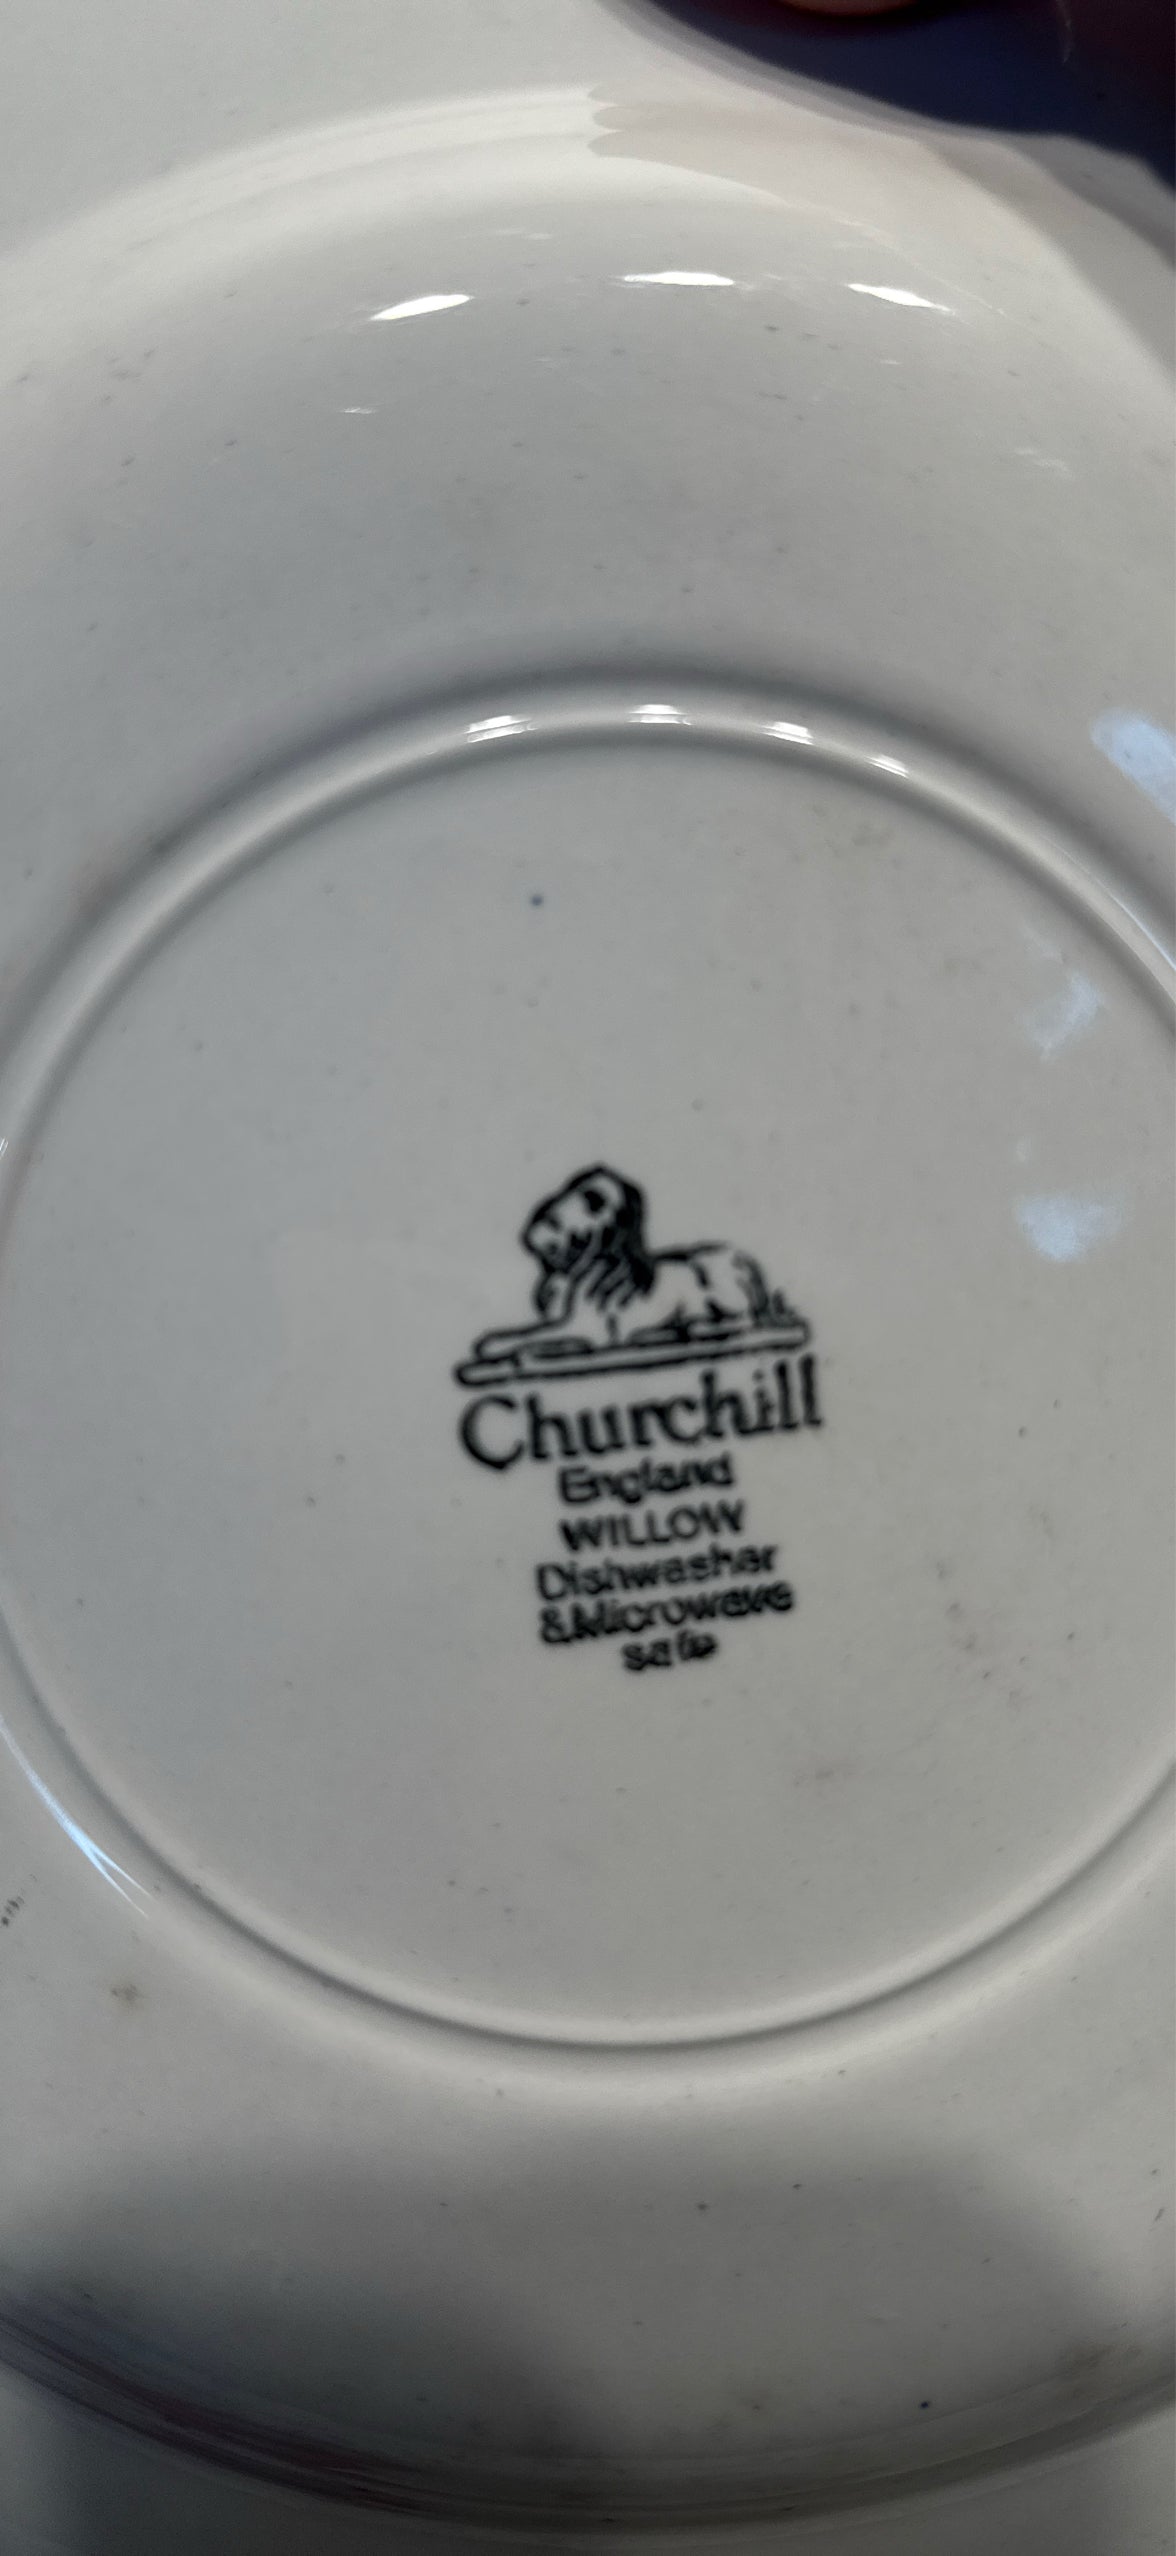 Churchill
England
WILLOW
Dishwasher
&Microwave
safe